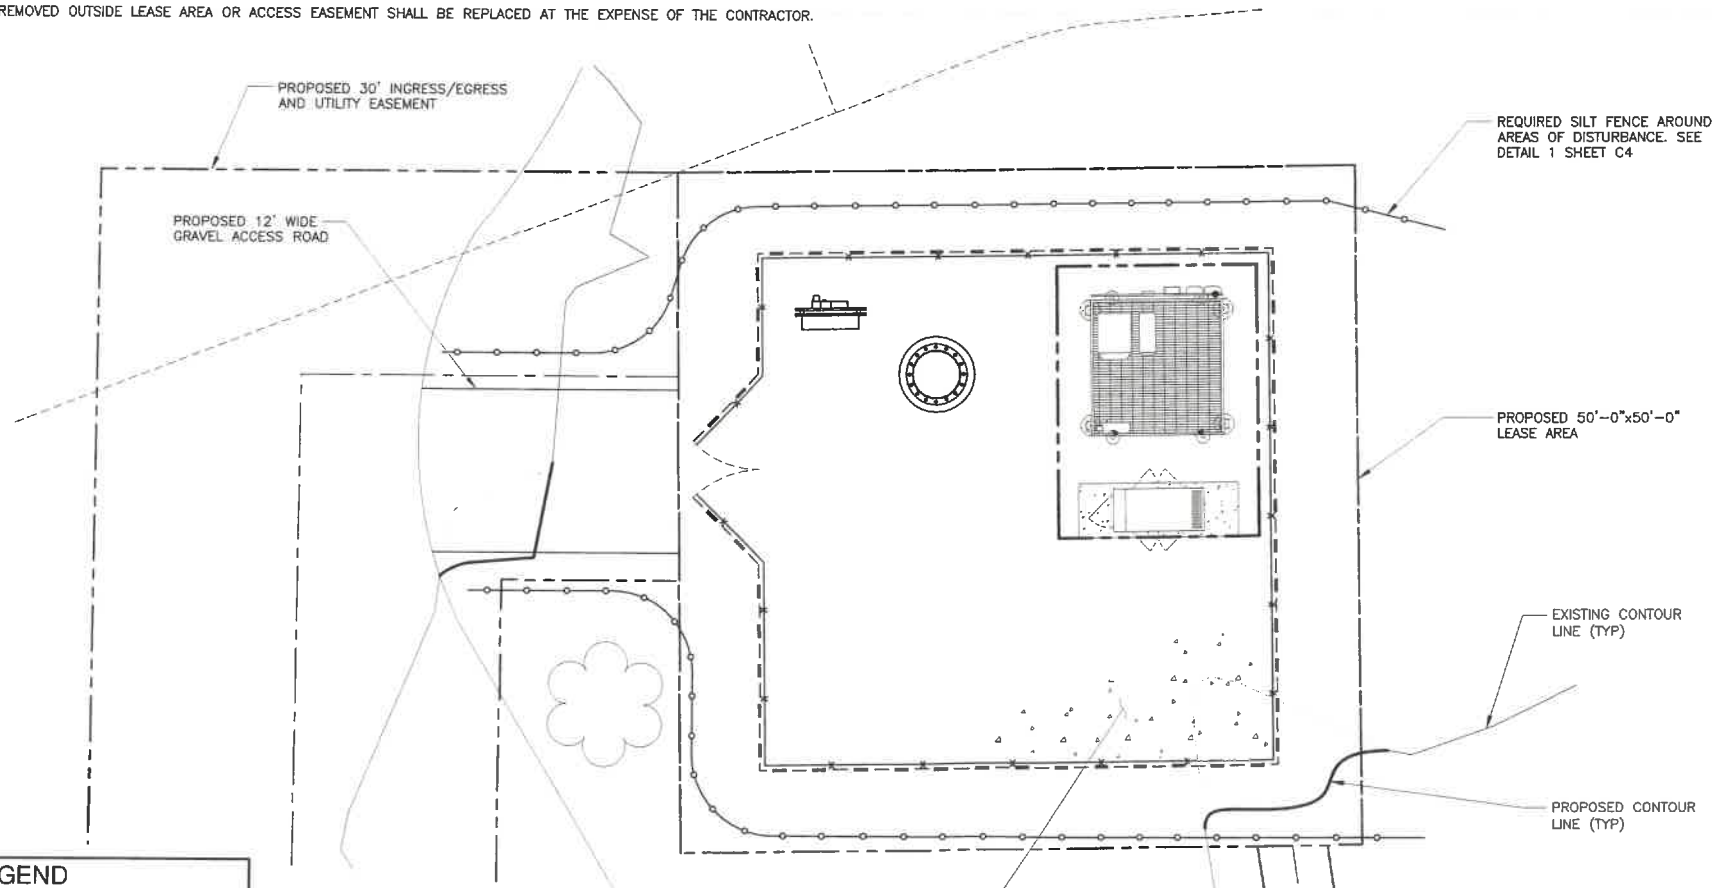 REMOVED OUTSIDE LEASE AREA OR ACCESS EASEMENT SHALL BE REPLACED AT THE EXPENSE OF THE CONTRACTOR.
PROPOSED 30' INGRESS/EGRESS
AND UTILITY EASEMENT
REQUIRED SILT FENCE AROUND
AREAS OF DISTURBANCE. SEE
DETAIL 1 SHEET C4
PROPOSED 12' WIDE
GRAVEL ACCESS ROAD
PROPOSED 50'-0"x50'-0"
LEASE AREA
EXISTING CONTOUR
LINE (TYP)
PROPOSED CONTOUR
LINE (TYP)
GEND